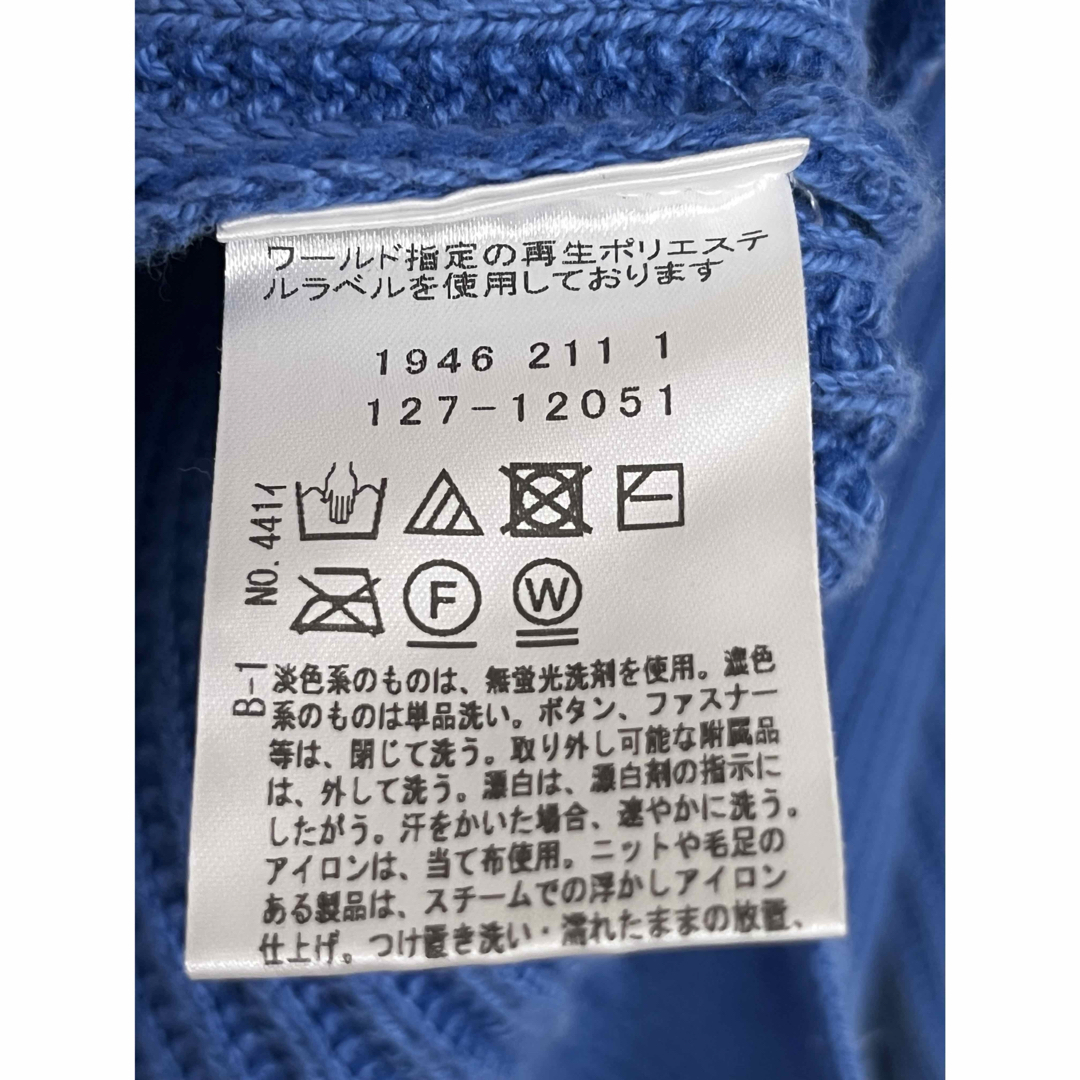 ワールド指定の再生ポリエステ
ルラベルを使用しております
1946 211 1
127-12051
NO. 441イ
F
W
B-1
淡色系のものは、無蛍光洗剤を使用。濃色
系のものは単品洗い。ボタン、ファスナー
等は、閉じて洗う。取り外し可能な附属品
は、外して洗う。漂白は、漂白剤の指示に
したがう。汗をかいた場合、速やかに洗う。
アイロンは、当て布使用。ニットや毛足の
ある製品は、スチームでの浮かしアイロン
仕上げ。つけ置き洗い・濡れたままの放置、